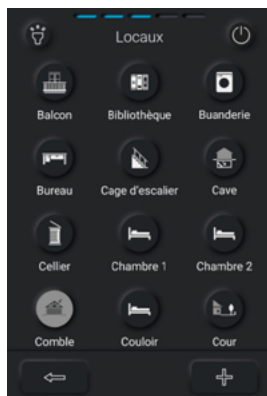 Locaux
Balcon Bibliothèque Buanderie
Bureau Cage d'escalier Cave
Cellier Chambre 1 Chambre 2
Comble Couloir Cour